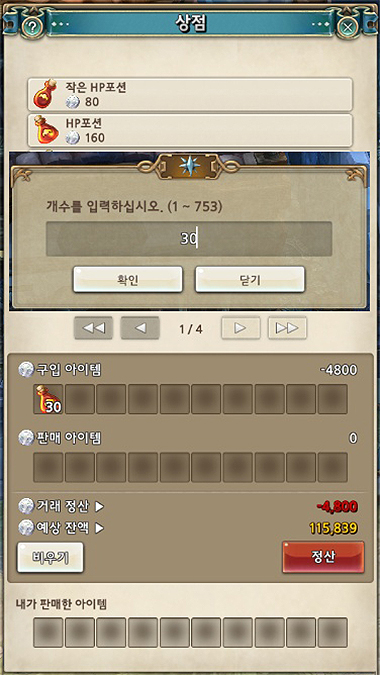 ?
상점
작은 HP포션
80
HP포션
160
개수를 입력하십시오. (1 ~ 753)
30
확인
닫기
1 / 4
구입 아이템
-4800
30
판매 아이템
0
거래 정산
-4,800
예상 잔액
115,839
비우기
정산
내가 판매한 아이템